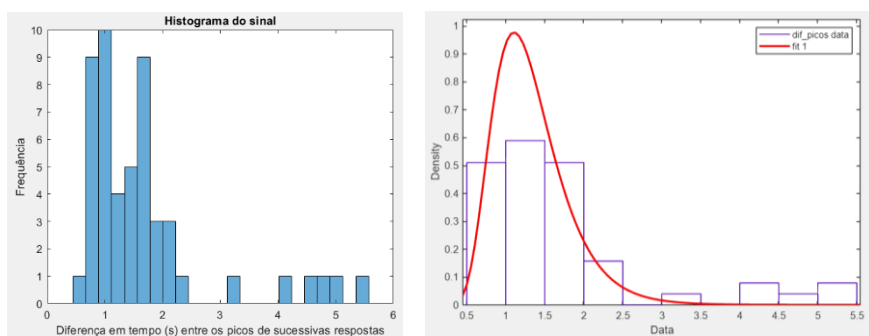 Histograma do sinal
10
9
8
7
6
5
4
3
2
1
0
Frequência
0 1 2 3 4 5 6
Diferença em tempo (s) entre os picos de sucessivas respostas
dif_picos data
fit 1
1
0.9
0.8
0.7
0.6
0.5
0.4
0.3
0.2
0.1
0
Density
0.5 1 1.5 2 2.5 3 3.5 4 4.5 5 5.5
Data